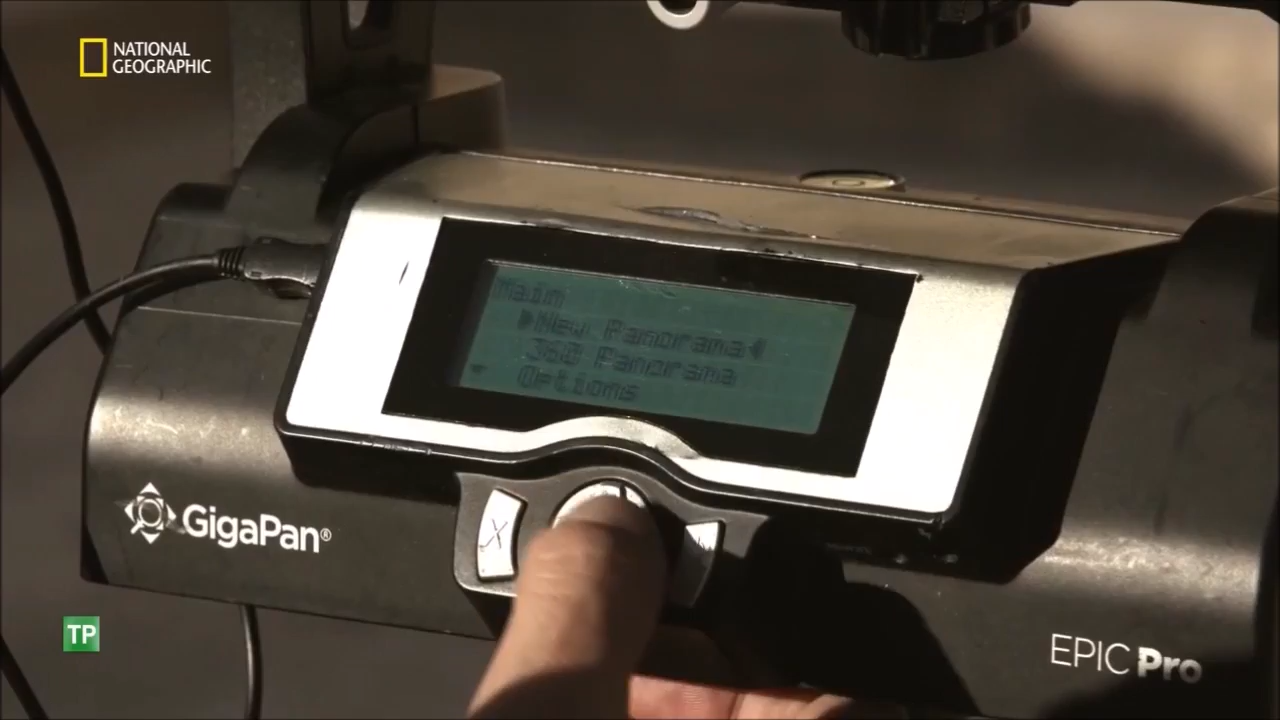 NATIONAL
GEOGRAPHIC
Main
New Panorama
360 Panorama
Options
X
GigaPan®
TP
EPIC Pro